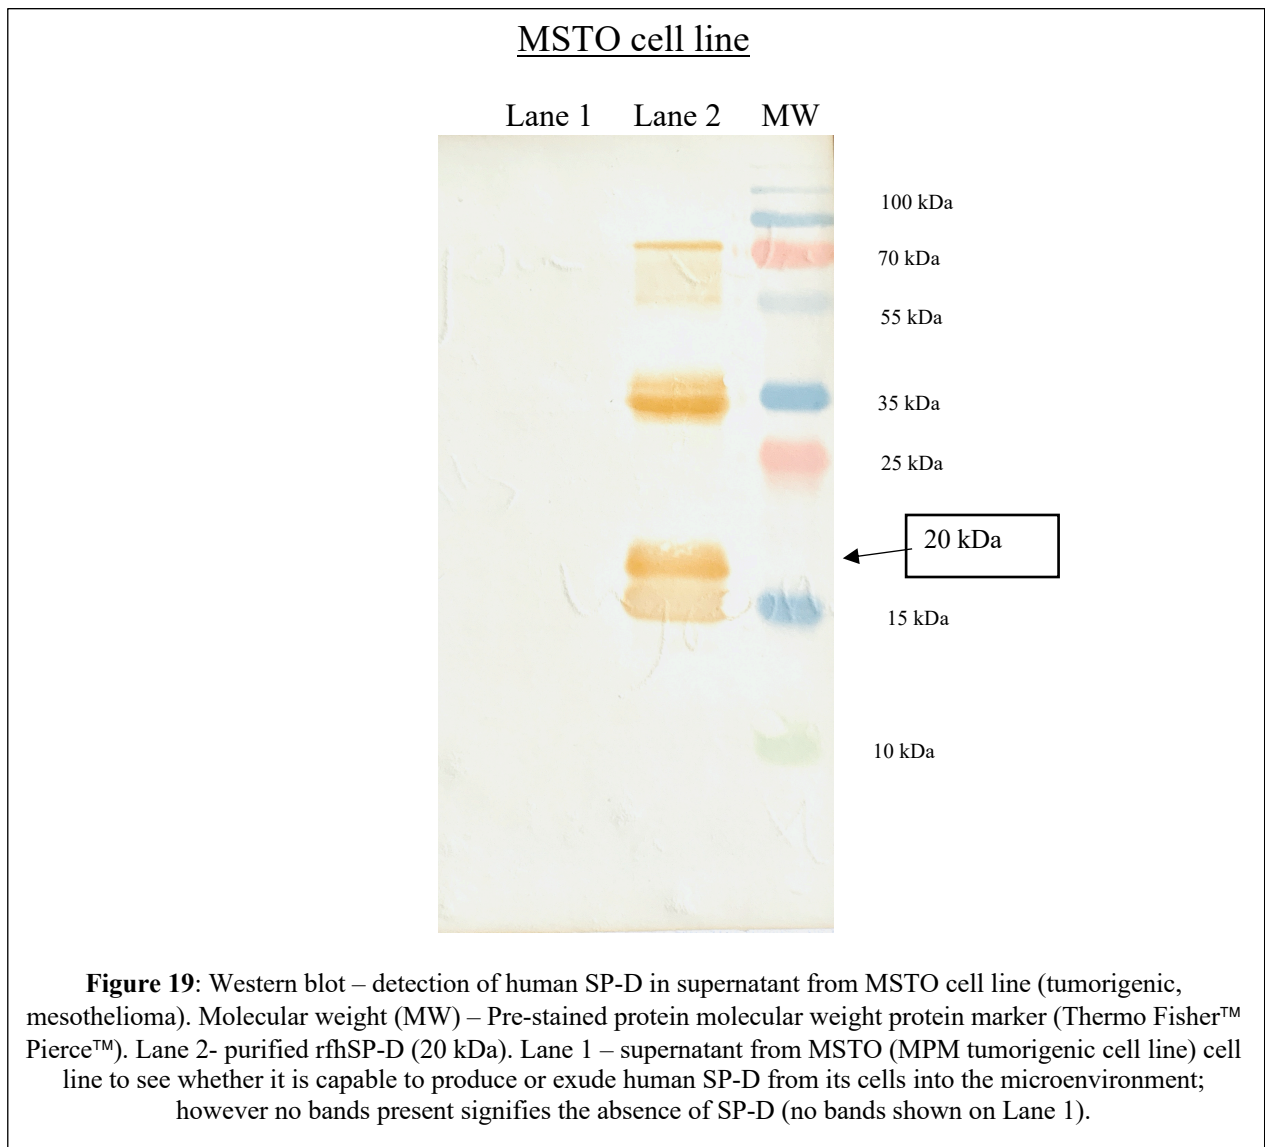 MSTO cell line
Lane 1 Lane 2 MW
100 kDa
70 kDa
55 kDa
35 kDa
25 kDa
20 kDa
15 kDa
10 kDa
Figure 19: Western blot – detection of human SP-D in supernatant from MSTO cell line (tumorigenic,
mesothelioma). Molecular weight (MW) – Pre-stained protein molecular weight protein marker (Thermo Fisher™
Pierce™). Lane 2- purified rfhSP-D (20 kDa). Lane 1 – supernatant from MSTO (MPM tumorigenic cell line) cell
line to see whether it is capable to produce or exude human SP-D from its cells into the microenvironment;
however no bands present signifies the absence of SP-D (no bands shown on Lane 1).